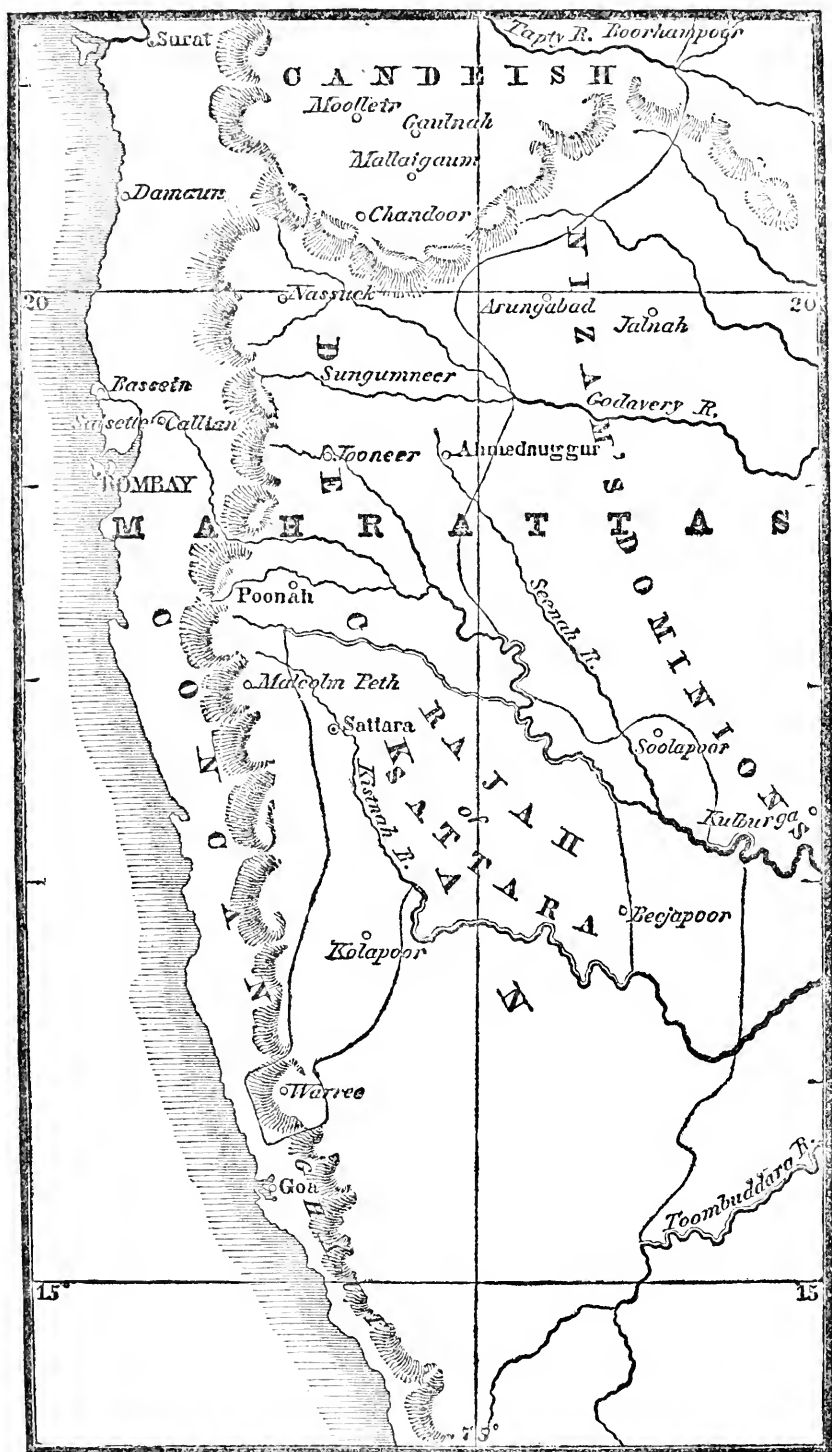 Surat
Tapty R. Boorhampoor
CANDEISH
Moolleir
Gaulnah
Mallaigaum
Damaun
Chandoor
20
Nassuck
Arungabad
Jalnah
20
NIZAM'S DOMINIONS
Bassein
Sungumneer
Godavery R.
Salsette
Callian
Jooneer
Ahmednuggur
BOMBAY
MAHRATTAS
DECKAN
Poonah
CONCAN
Seenah R.
Malcolm Peth
Sattara
RAJAH
of
SATTARA
Kistnah R.
Soolapoor
Kulburga
Beejapoor
Kolapoor
Warree
Goa
Toombuddara R.
15°
15
75°